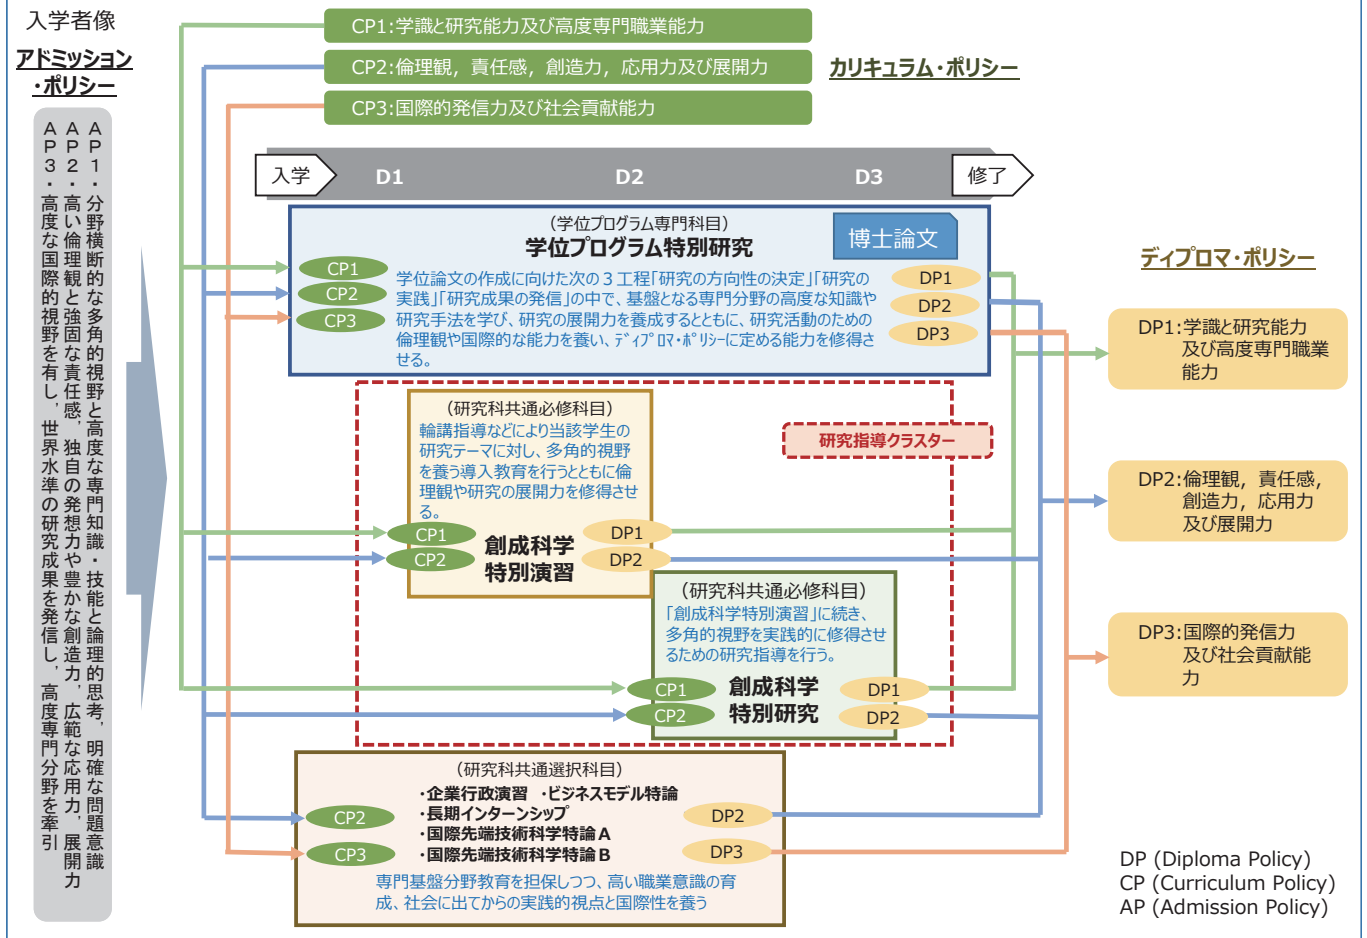 入学者像
アドミッション
・ポリシー
AP1・分野横断的な多角的視野と高度な専門知識・技能と論理的思考，明確な問題意識
AP2・高い倫理観と強固な責任感，独自の発想力や豊かな創造力，広範な応用力，展開力
AP3・高度な国際的視野を有し，世界水準の研究成果を発信し，高度専門分野を牽引
CP1:学識と研究能力及び高度専門職業能力
CP2:倫理観，責任感，創造力，応用力及び展開力
CP3:国際的発信力及び社会貢献能力
カリキュラム・ポリシー
入学
D1
D2
D3
修了
（学位プログラム専門科目）
学位プログラム特別研究
博士論文
CP1
CP2
CP3
学位論文の作成に向けた次の３工程「研究の方向性の決定」「研究の
実践」「研究成果の発信」の中で、基盤となる専門分野の高度な知識や
研究手法を学び、研究の展開力を養成するとともに、研究活動のための
倫理観や国際的な能力を養い、ﾃﾞｨﾌﾟﾛﾏ・ﾎﾟﾘｼｰに定める能力を修得さ
せる。
DP1
DP2
DP3
研究指導クラスター
（研究科共通必修科目）
輪講指導などにより当該学生の
研究テーマに対し、多角的視野
を養う導入教育を行うとともに倫
理観や研究の展開力を修得させ
る。
CP1
CP2
創成科学
特別演習
DP1
DP2
（研究科共通必修科目）
「創成科学特別演習」に続き、
多角的視野を実践的に修得させ
るための研究指導を行う。
CP1
CP2
創成科学
特別研究
DP1
DP2
（研究科共通選択科目）
・企業行政演習 ・ビジネスモデル特論
・長期インターンシップ
・国際先端技術科学特論Ａ
・国際先端技術科学特論Ｂ
CP2
CP3
DP2
DP3
専門基盤分野教育を担保しつつ、高い職業意識の育
成、社会に出てからの実践的視点と国際性を養う
ディプロマ・ポリシー
DP1:学識と研究能力
及び高度専門職業
能力
DP2:倫理観，責任感，
創造力，応用力
及び展開力
DP3:国際的発信力
及び社会貢献能
力
DP (Diploma Policy)
CP (Curriculum Policy)
AP (Admission Policy)